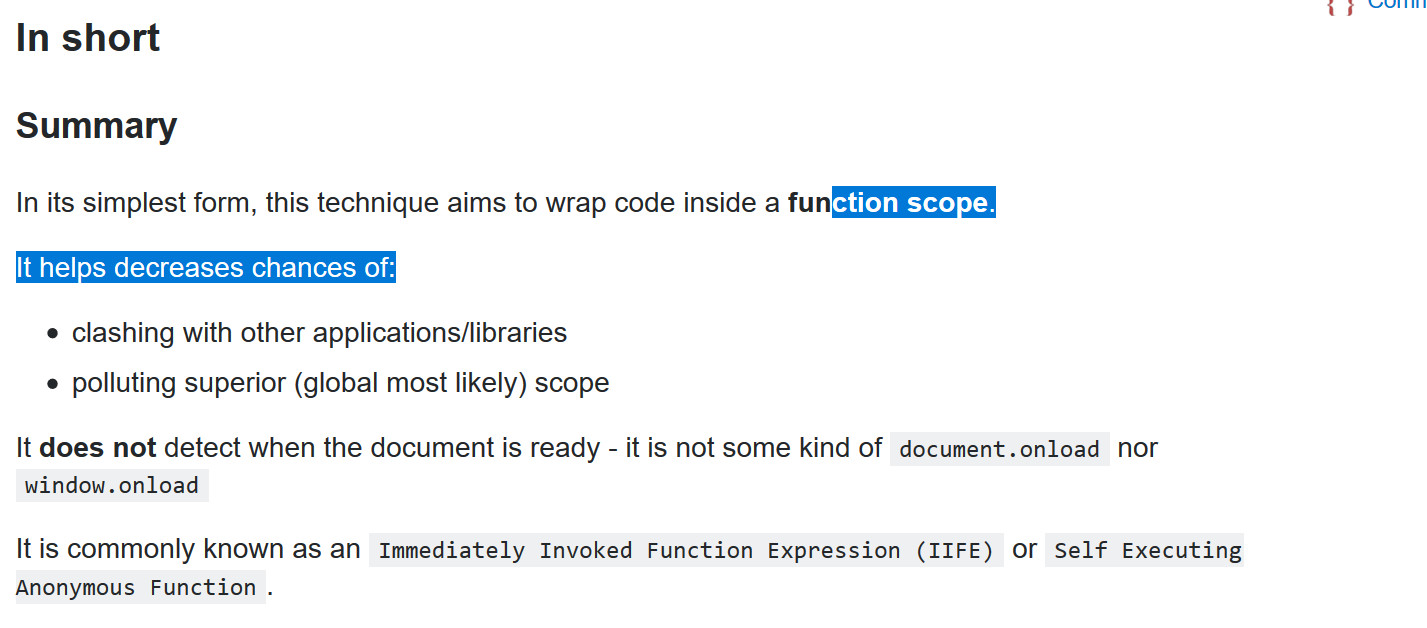 In short
Summary
In its simplest form, this technique aims to wrap code inside a function scope.
It helps decreases chances of:
clashing with other applications/libraries
polluting superior (global most likely) scope
It does not detect when the document is ready - it is not some kind of document.onload nor
window.onload
It is commonly known as an Immediately Invoked Function Expression (IIFE) or Self Executing
Anonymous Function .